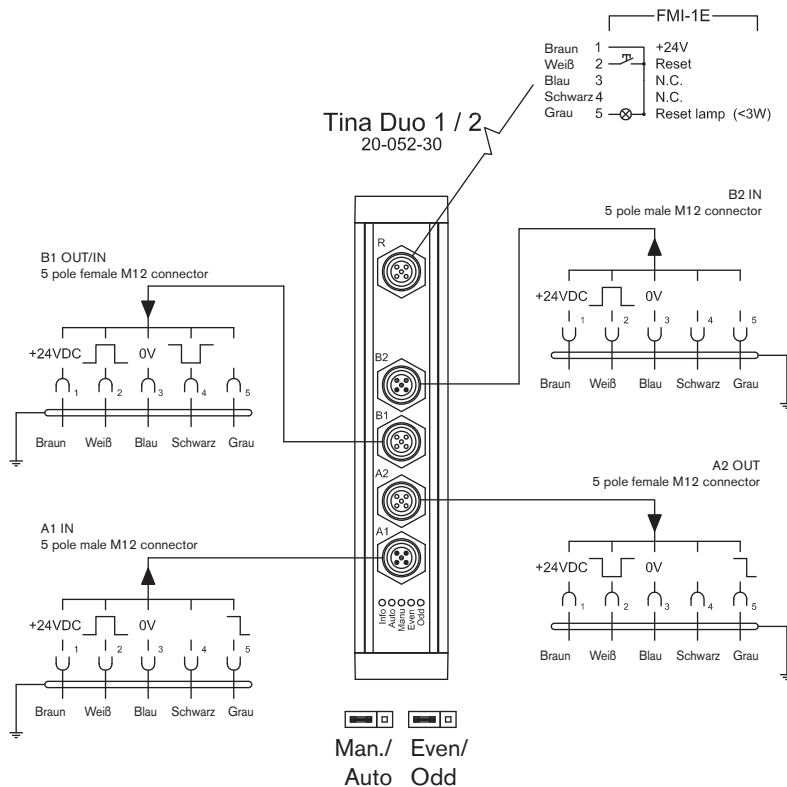 FMI-1E
Braun 1 +24V
Weiß 2 Reset
Blau 3 N.C.
Schwarz 4 N.C.
Grau 5 Reset lamp (<3W)
Tina Duo 1 / 2
20-052-30
B2 IN
5 pole male M12 connector
+24VDC 0V
1 2 3 4 5
Braun Weiß Blau Schwarz Grau
B1 OUT/IN
5 pole female M12 connector
+24VDC 0V
1 2 3 4 5
Braun Weiß Blau Schwarz Grau
R
B2
B1
A2
A1
Info
Auto
Manu
Even
Odd
A2 OUT
5 pole female M12 connector
+24VDC 0V
1 2 3 4 5
Braun Weiß Blau Schwarz Grau
A1 IN
5 pole male M12 connector
+24VDC 0V
1 2 3 4 5
Braun Weiß Blau Schwarz Grau
Man./ Even/
Auto Odd